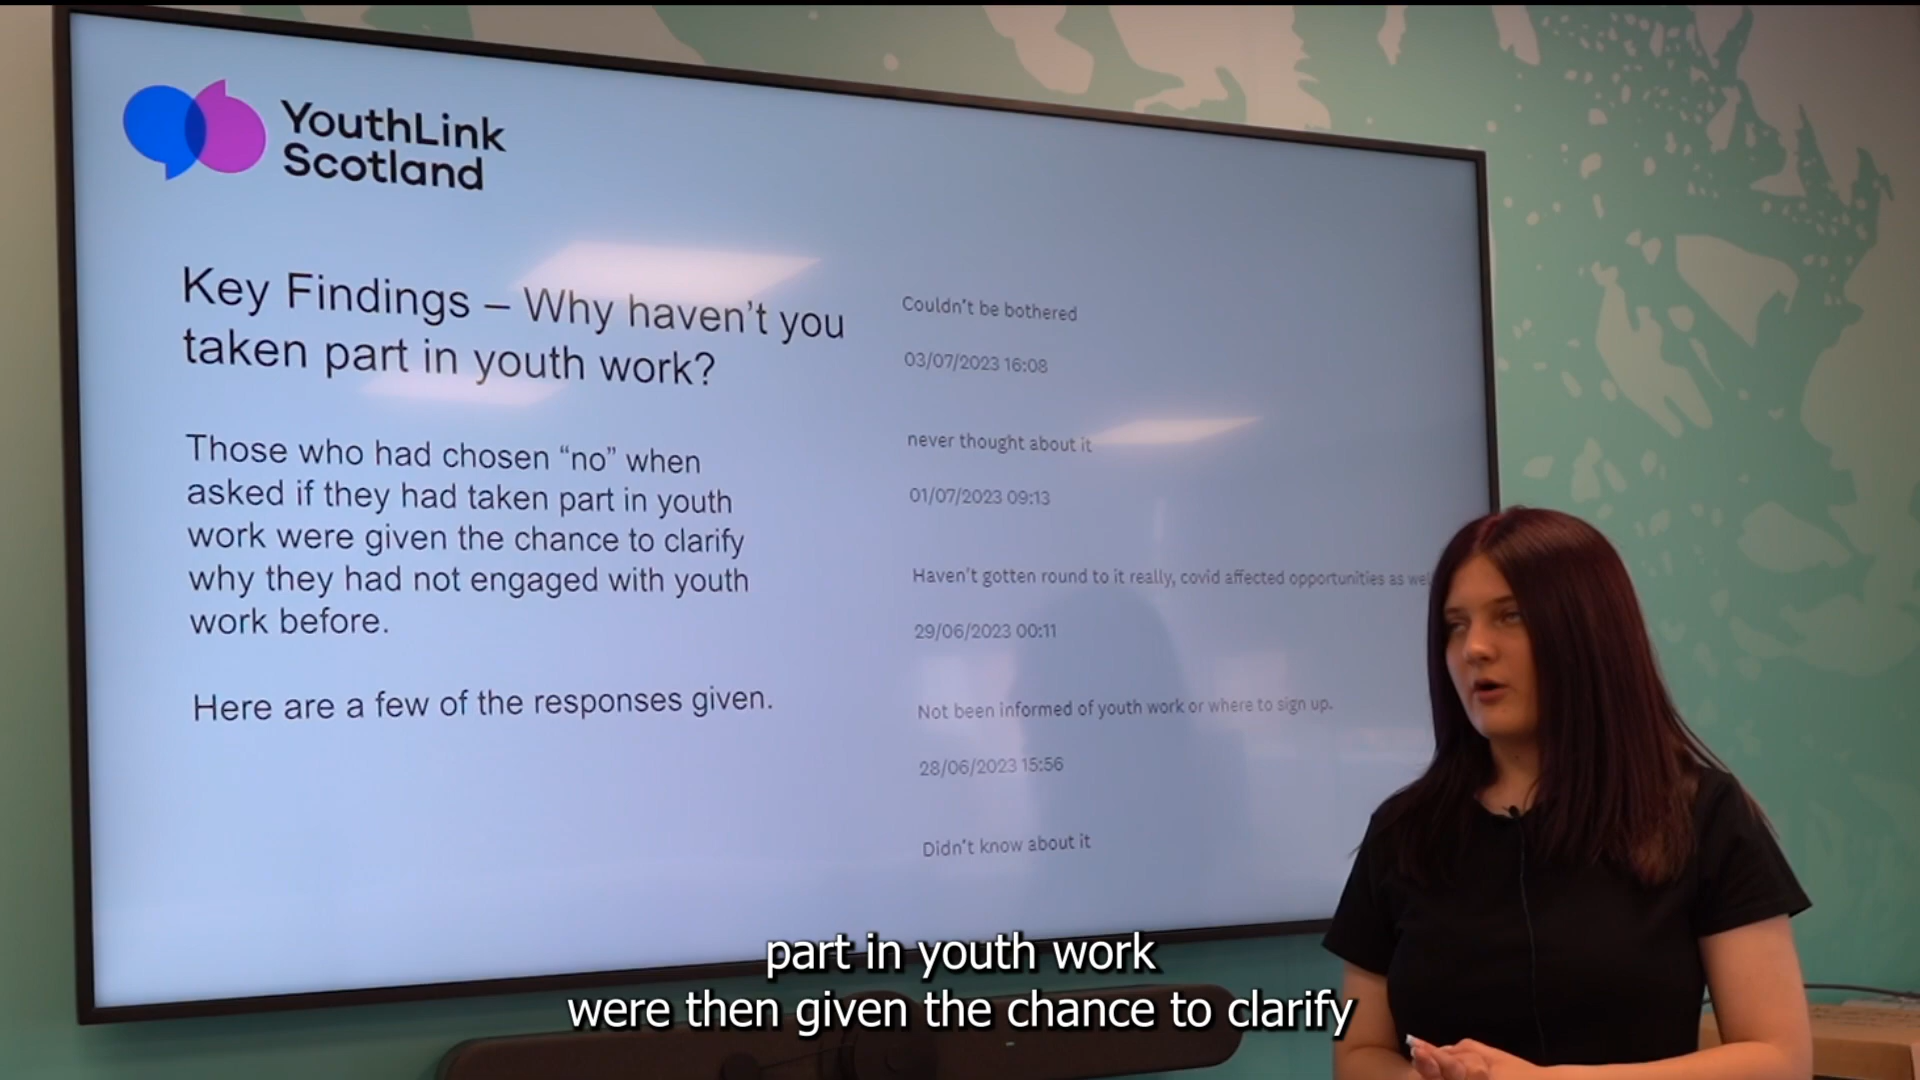 YouthLink
Scotland
Key Findings – Why haven't you
taken part in youth work?
Those who had chosen “no” when
asked if they had taken part in youth
work were given the chance to clarify
why they had not engaged with youth
work before.
Here are a few of the responses given.
Couldn't be bothered
03/07/2023 16:08
never thought about it
01/07/2023 09:13
Haven't gotten round to it really, covid affected opportunities as
29/06/2023 00:11
Not been informed of youth work or where to sign up.
28/06/2023 15:56
Didn't know about it
part in youth work
were then given the chance to clarify